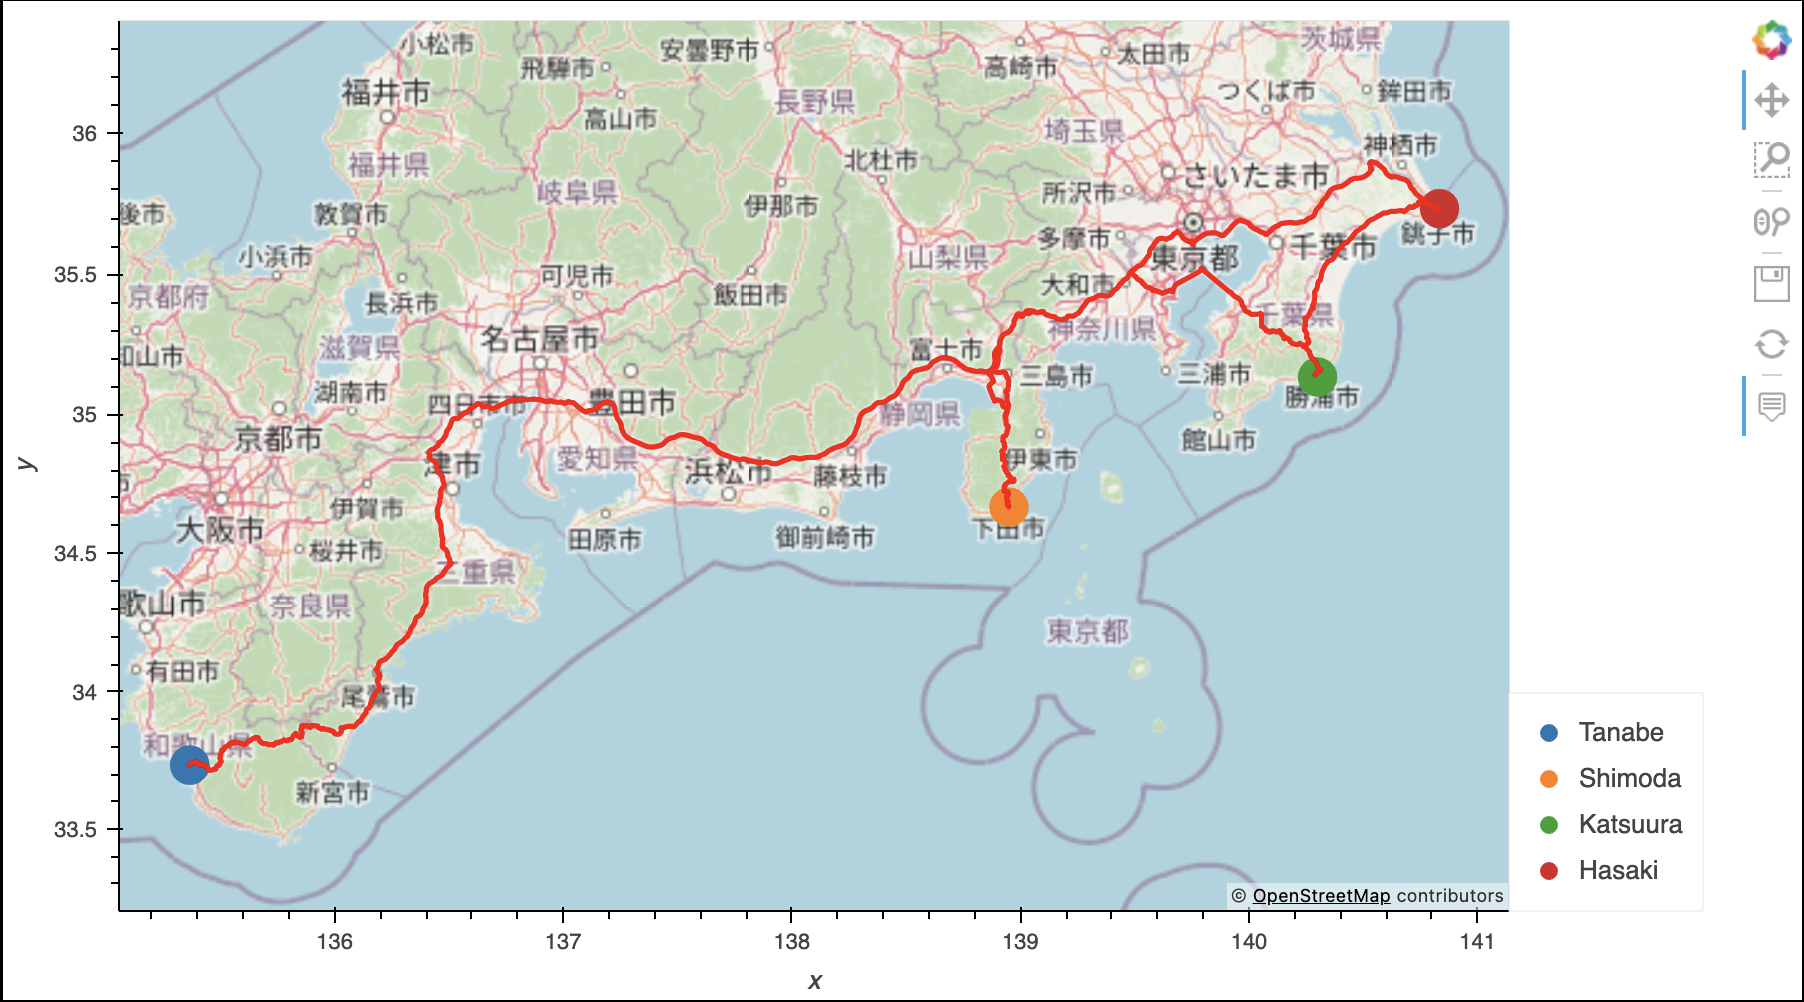 小松市
安曇野市
太田市
茨城県
飛騨市
高崎市
福井市
つくば市
鉾田市
長野県
高山市
埼玉県
36
北杜市
神栖市
福井県
さいたま市
岐阜県
所沢市
伊那市
後市
敦賀市
銚子市
多摩市
千葉市
小浜市
山梨県
東京都
35.5
可児市
大和市
京都府
長浜市
飯田市
千葉県
神奈川県
名古屋市
滋賀県
富士市
和山市
三島市
三浦市
湖南市
勝浦市
四日市市
豊田市
35
静岡県
京都市
館山市
y
津市
愛知県
伊東市
浜松市
藤枝市
市
伊賀市
大阪市
下田市
田原市
御前崎市
桜井市
34.5
三重県
歌山市
奈良県
東京都
有田市
34
尾鷲市
和歌山県
新宮市
33.5
Tanabe
Shimoda
Katsuura
Hasaki
© OpenStreetMap contributors
136
137
138
139
140
141
x